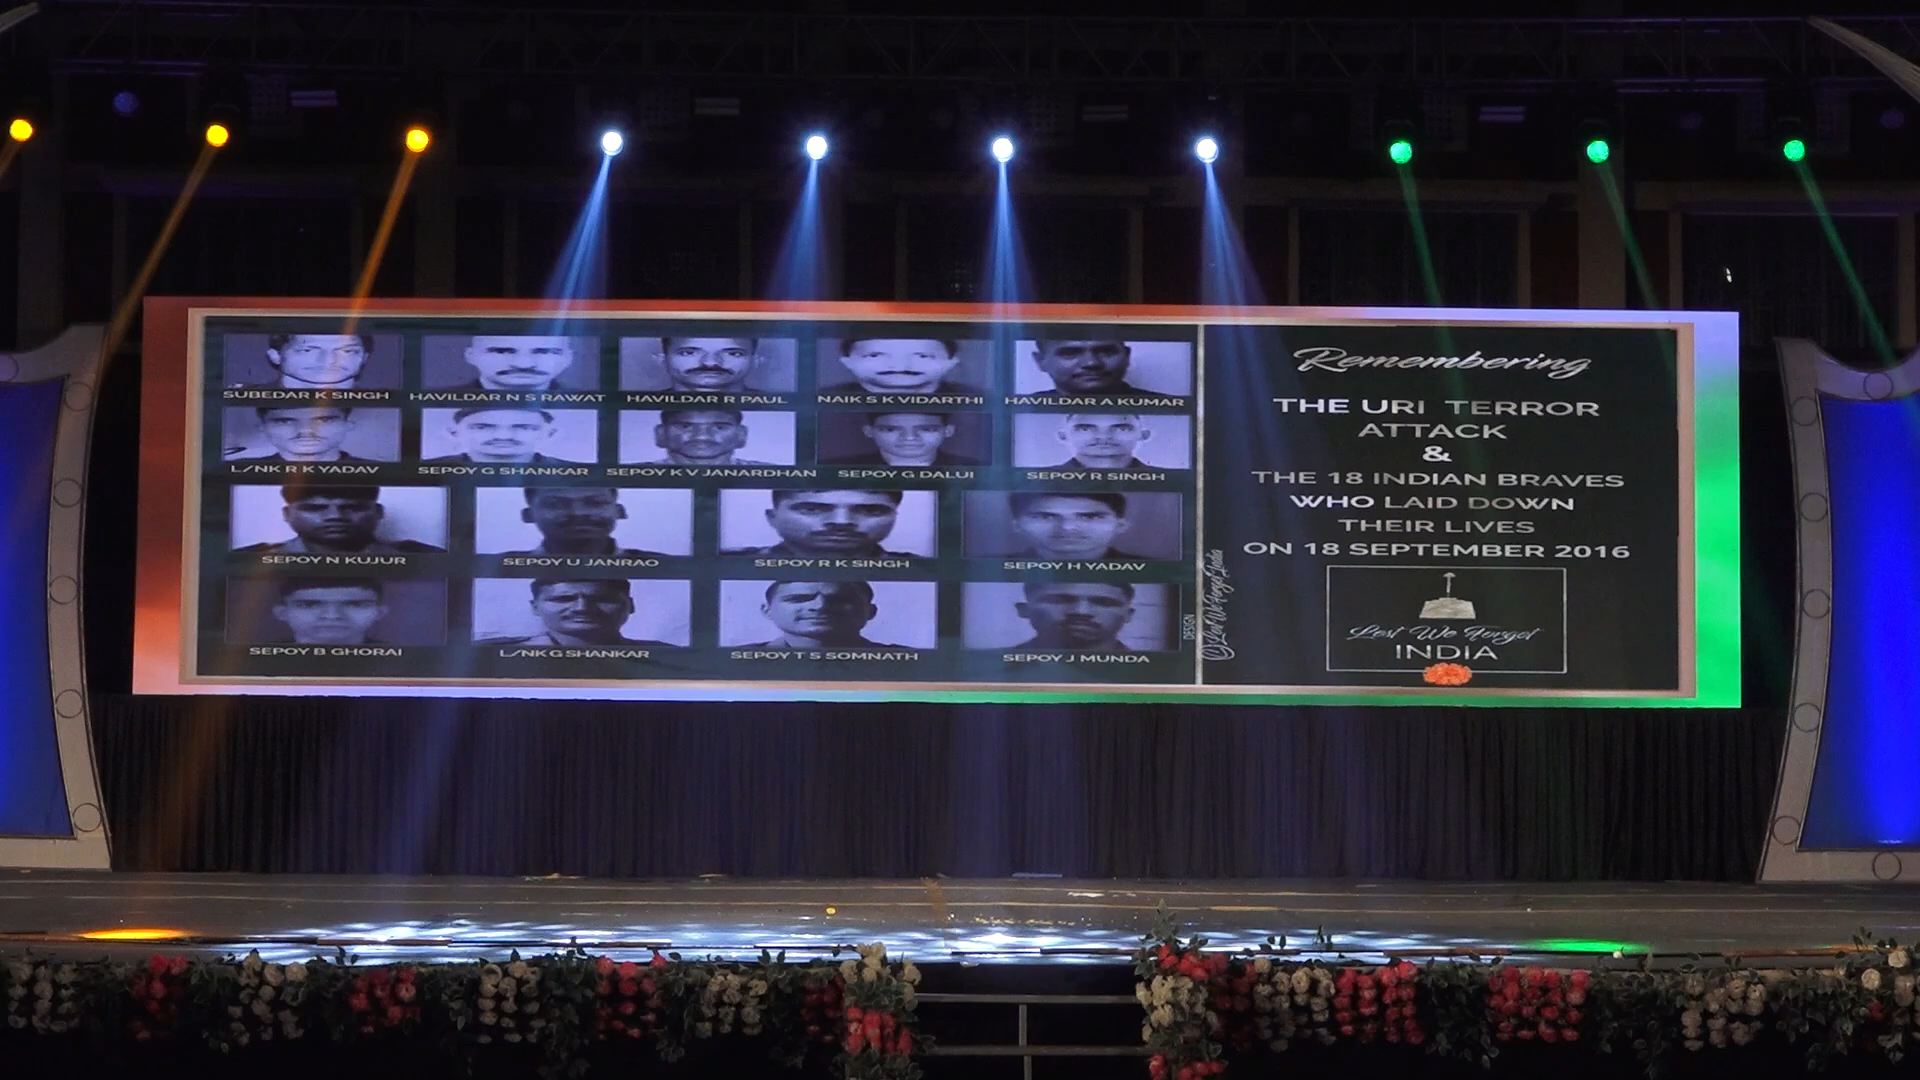 SUBEDAR K SINGH
HAVILDAR N S RAWAT
HAVILDAR R PAUL
NAIK S K VIDARTHI
HAVILDAR A KUMAR
L/NK R K YADAV
SEPOY G SHANKAR
SEPOY K V JANARDHAN
SEPOY G DALUI
SEPOY R SINGH
SEPOY N KUJUR
SEPOY U JANRAO
SEPOY R K SINGH
SEPOY H YADAV
SEPOY B GHORAI
L/NK G SHANKAR
SEPOY T S SOMNATH
SEPOY J MUNDA
DESIGN
@LestWeForgetIndia
Remembering
THE URI TERROR
ATTACK
&
THE 18 INDIAN BRAVES
WHO LAID DOWN
THEIR LIVES
ON 18 SEPTEMBER 2016
Lest We Forget
INDIA